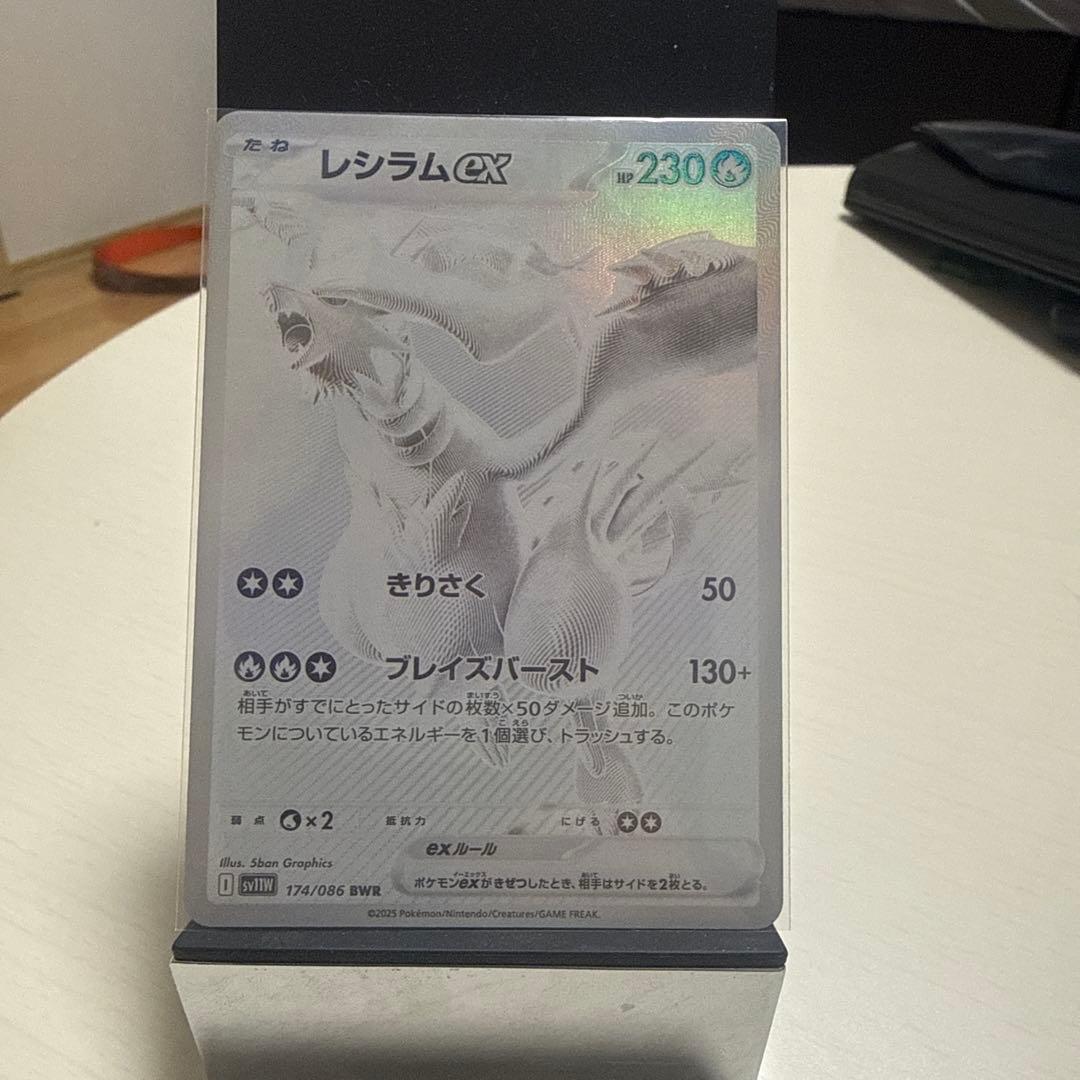 たね レシラムex HP230
きりさく 50
ブレイズバースト 130+
相手がすでにとったサイドの枚数×50ダメージ追加。このポケ
モンについているエネルギーを1個選び、トラッシュする。
弱点 ×2 抵抗力 にげる
exルール
ポケモンexがきぜつしたとき、相手はサイドを2枚とる。
Illus. 5ban Graphics
I sv11W 174/086 BWR
©2025 Pokémon/Nintendo/Creatures/GAME FREAK.